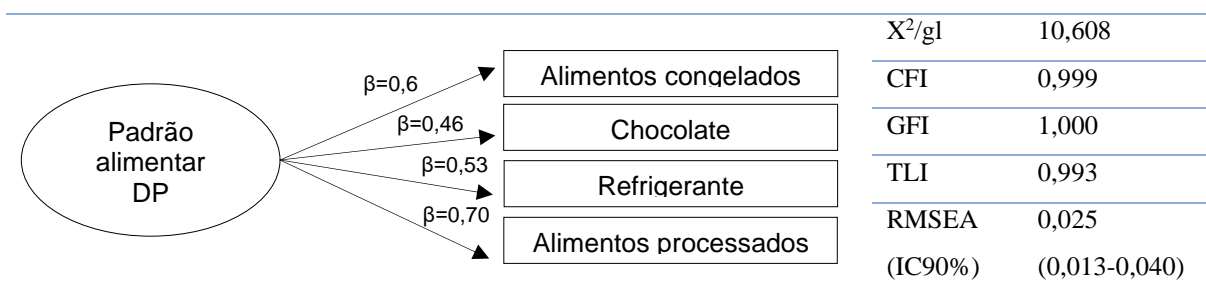 Padrão
alimentar
DP
β=0,6
β=0,46
β=0,53
β=0,70
Alimentos congelados
Chocolate
Refrigerante
Alimentos processados
X²/gl 10,608
CFI 0,999
GFI 1,000
TLI 0,993
RMSEA 0,025
(IC90%) (0,013-0,040)